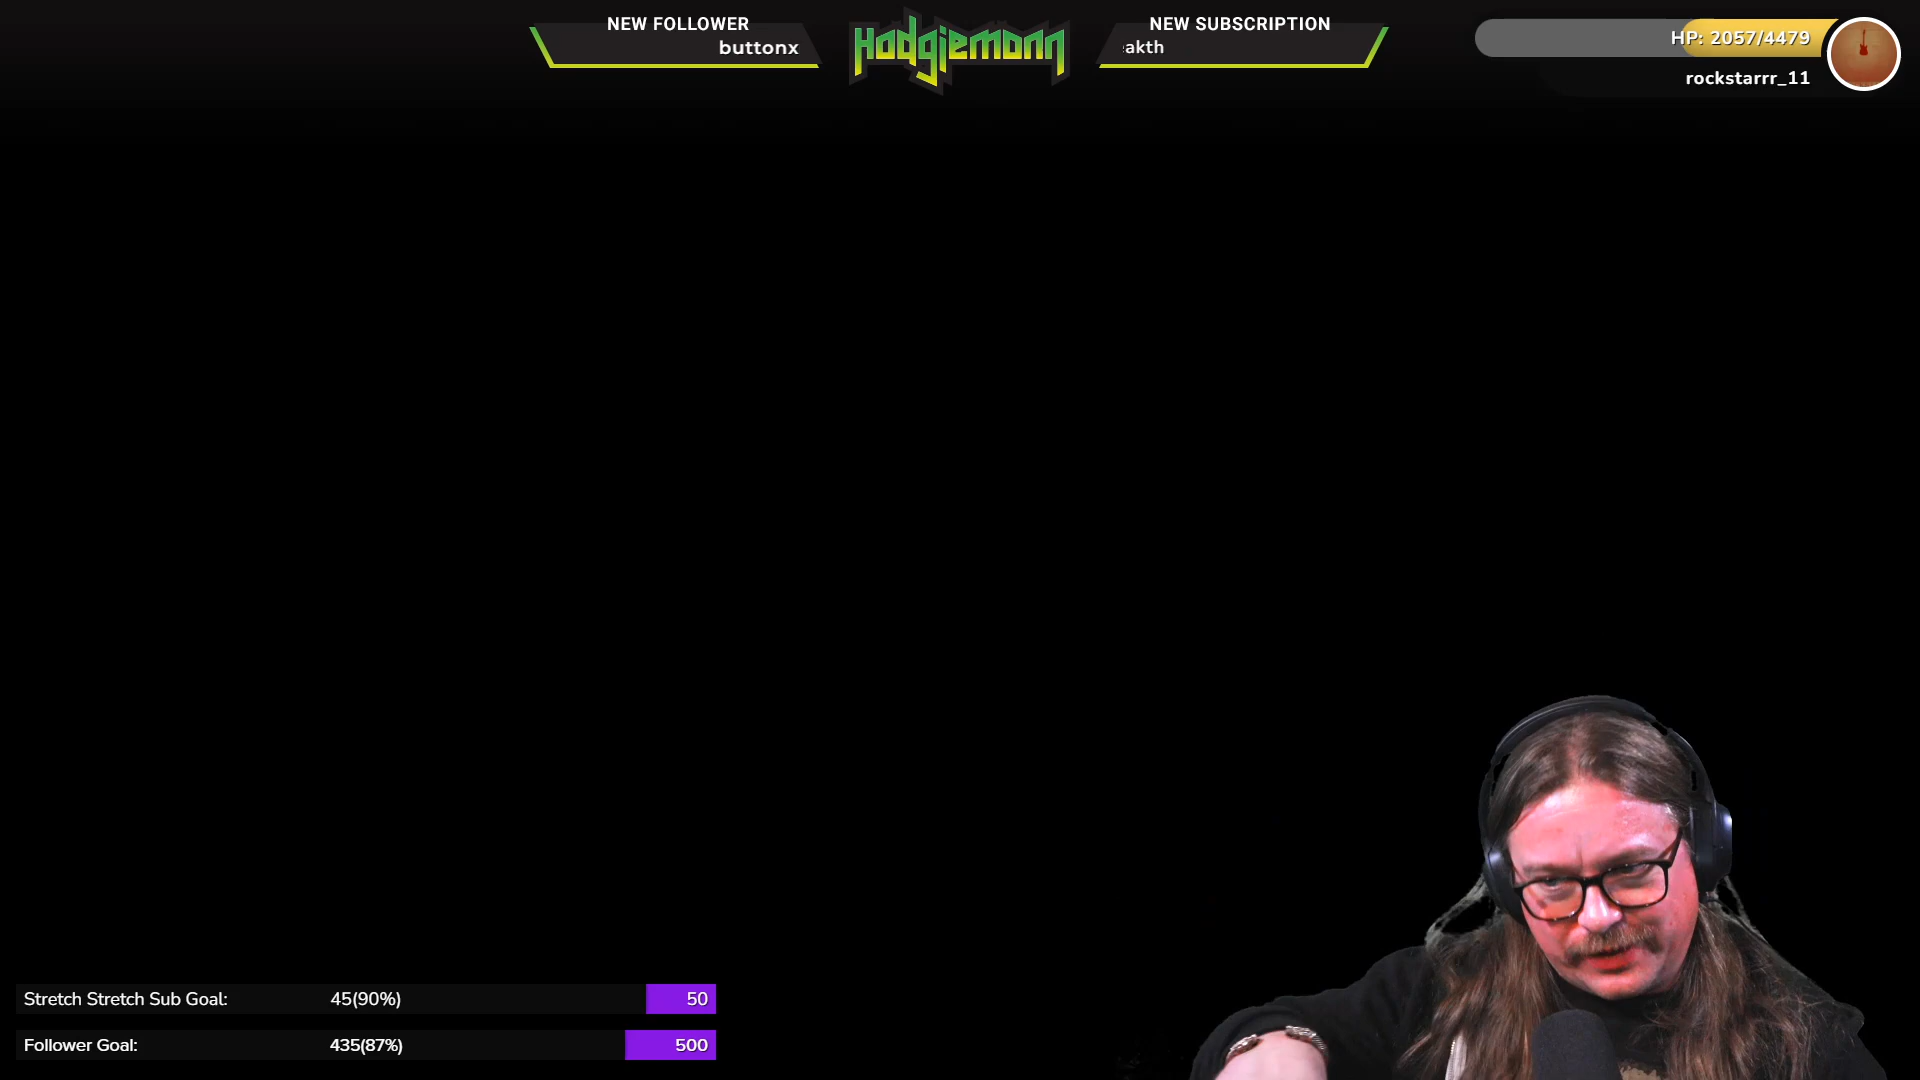 NEW FOLLOWER
buttonx
Hodgiemonn
NEW SUBSCRIPTION
akth
HP: 2057/4479
rockstarrr_11
Stretch Stretch Sub Goal: 45(90%) 50
Follower Goal: 435(87%) 500